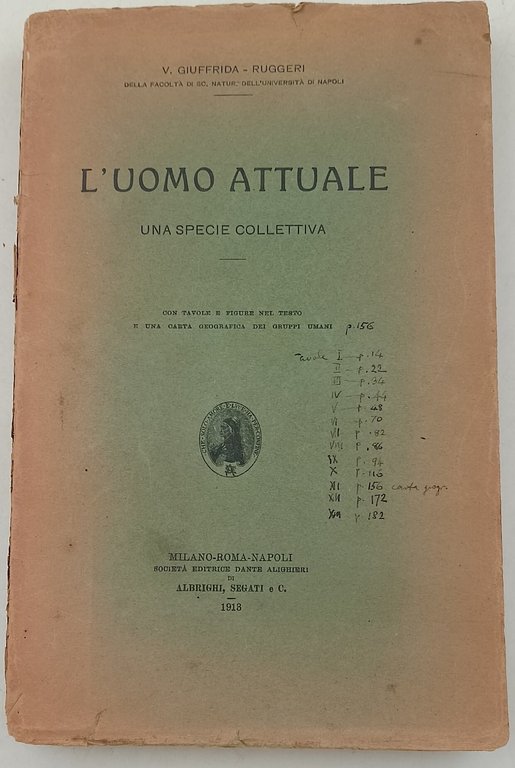 V. GIUFFRIDA - RUGGERI
DELLA FACOLTÀ DI SC. NATUR. DELL'UNIVERSITÀ DI NAPOLI
L'UOMO ATTUALE
UNA SPECIE COLLETTIVA
CON TAVOLE E FIGURE NEL TESTO
E UNA CARTA GEOGRAFICA DEI GRUPPI UMANI p.156
Tavole I - p.14
II - p.22
III - p.34
IV - p.44
V - p.48
VI - p.70
VII p.82
VIII p.86
IX p.94
X p.116
XI p.156 carta geogr.
XII p.172
XIII p 182
MILANO-ROMA-NAPOLI
SOCIETÀ EDITRICE DANTE ALIGHIERI
DI
ALBRIGHI, SEGATI e C.
1913